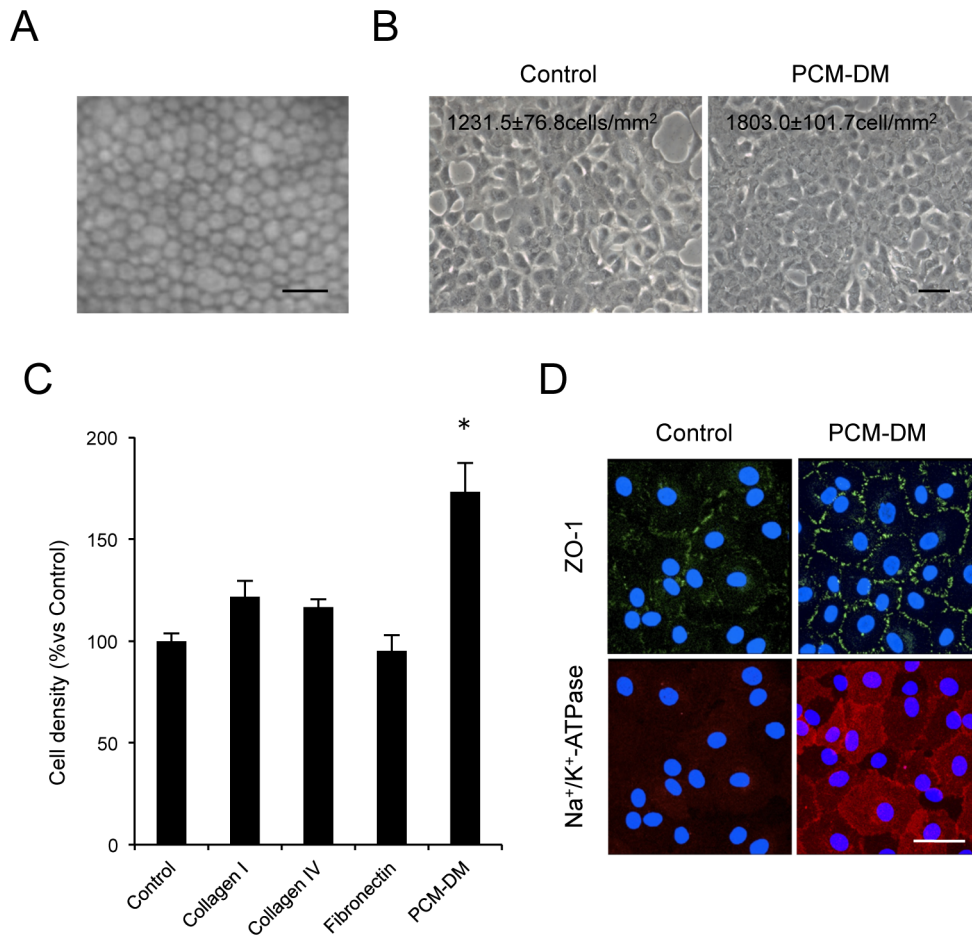 A
B
Control
PCM-DM
1231.5±76.8cells/mm²
1803.0±101.7cell/mm²
C
*
200
150
100
50
0
Cell density (%vs Control)
Control
Collagen I
Collagen IV
Fibronectin
PCM-DM
D
Control
PCM-DM
ZO-1
Na⁺/K⁺-ATPase